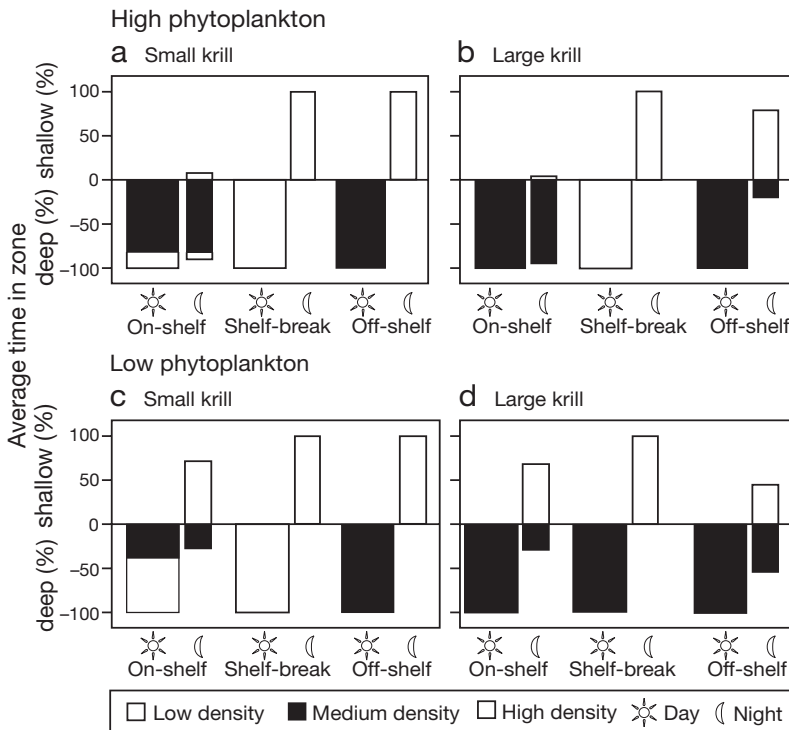 High phytoplankton
a Small krill
b Large krill
100
50
0
−50
−100
On-shelf Shelf-break Off-shelf
On-shelf Shelf-break Off-shelf
Low phytoplankton
c Small krill
d Large krill
100
50
0
−50
−100
On-shelf Shelf-break Off-shelf
On-shelf Shelf-break Off-shelf
Average time in zone
deep (%) shallow (%)
deep (%) shallow (%)
Low density Medium density High density Day Night